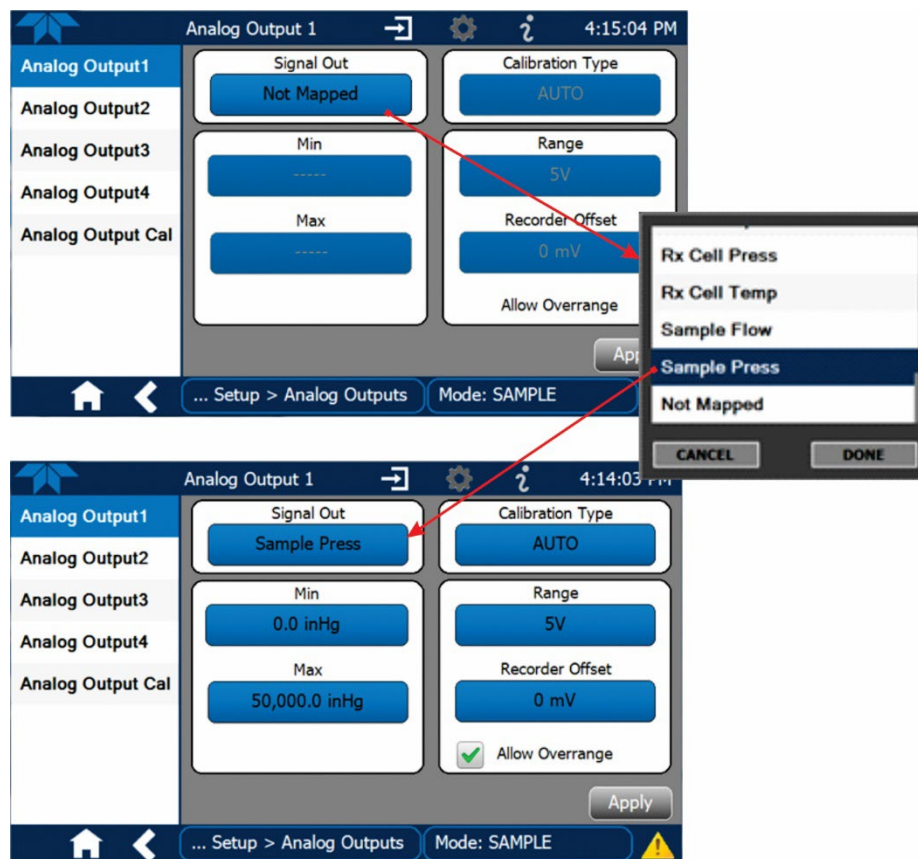 Analog Output 1
4:15:04 PM
Analog Output1
Analog Output2
Analog Output3
Analog Output4
Analog Output Cal
Signal Out
Not Mapped
Min
-----
Max
-----
Calibration Type
AUTO
Range
5V
Recorder Offset
0 mV
Allow Overrange
... Setup > Analog Outputs
Mode: SAMPLE
Rx Cell Press
Rx Cell Temp
Sample Flow
Sample Press
Not Mapped
CANCEL
DONE
Analog Output 1
4:14:03
Analog Output1
Analog Output2
Analog Output3
Analog Output4
Analog Output Cal
Signal Out
Sample Press
Min
0.0 inHg
Max
50,000.0 inHg
Calibration Type
AUTO
Range
5V
Recorder Offset
0 mV
Allow Overrange
Apply
... Setup > Analog Outputs
Mode: SAMPLE